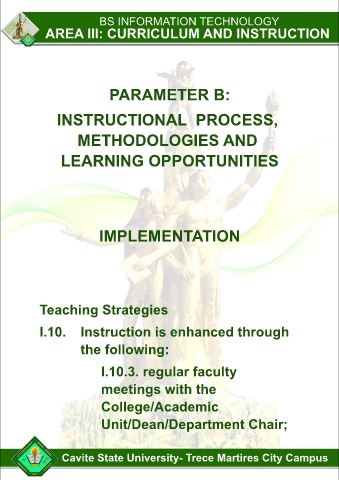 BS INFORMATION TECHNOLOGY
AREA III: CURRICULUM AND INSTRUCTION
PARAMETER B:
INSTRUCTIONAL PROCESS,
METHODOLOGIES AND
LEARNING OPPORTUNITIES
IMPLEMENTATION
Teaching Strategies
I.10. Instruction is enhanced through
the following:
I.10.3. regular faculty
meetings with the
College/Academic
Unit/Dean/Department Chair;
Cavite State University- Trece Martires City Campus